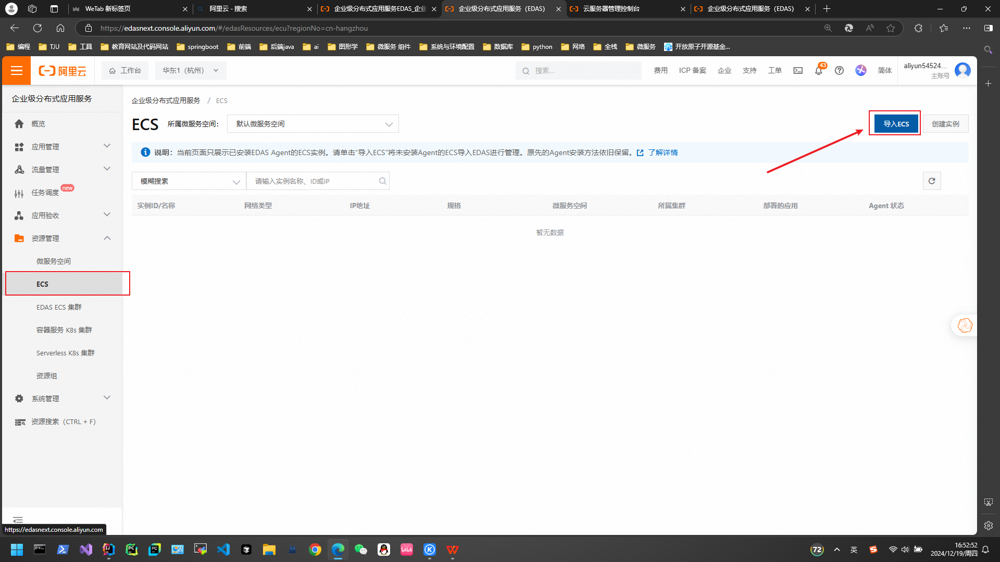 WeTab 新标签页
阿里云 - 搜索
企业级分布式应用服务EDAS_企业
企业级分布式应用服务（EDAS）
云服务器管理控制台
企业级分布式应用服务（EDAS）
https://edasnext.console.aliyun.com/#/edasResources/ecu?regionNo=cn-hangzhou
编程 TJU 工具 教育网站及代码网站 springboot 前端 后端java ai 图形学 微服务 组件 系统与环境配置 数据库 python 网络 全栈 微服务 开放原子开源基金...
阿里云 工作台 华东1（杭州） 搜索... 费用 ICP 备案 企业 支持 工单 43 简体 aliyun54524...
主账号
企业级分布式应用服务
概览
应用管理
流量管理
任务调度 new
应用验收
资源管理
微服务空间
ECS
EDAS ECS 集群
容器服务 K8s 集群
Serverless K8s 集群
资源组
系统管理
资源搜索（CTRL + F）
企业级分布式应用服务 / ECS
ECS 所属微服务空间： 默认微服务空间 导入ECS 创建实例
说明：当前页面只展示已安装EDAS Agent的ECS实例。请单击“导入ECS”将未安装Agent的ECS导入EDAS进行管理。原先的Agent安装方法依旧保留。 了解详情
模糊搜索 请输入实例名称、ID或IP
实例ID/名称 网络类型 IP地址 规格 微服务空间 所属集群 部署的应用 Agent 状态
暂无数据
https://edasnext.console.aliyun.com
72 英 16:52:52
2024/12/19/周四